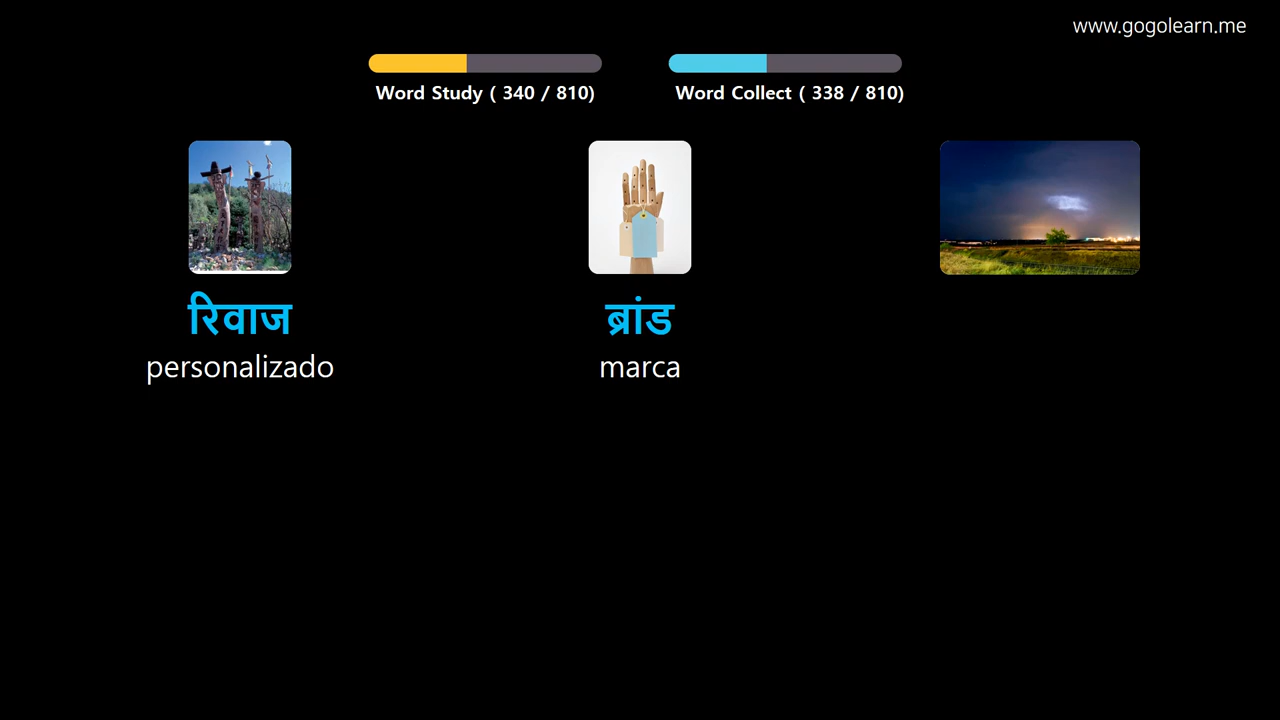 www.gogolearn.me
Word Study ( 340 / 810)
Word Collect ( 338 / 810)
रिवाज
ब्रांड
personalizado
marca